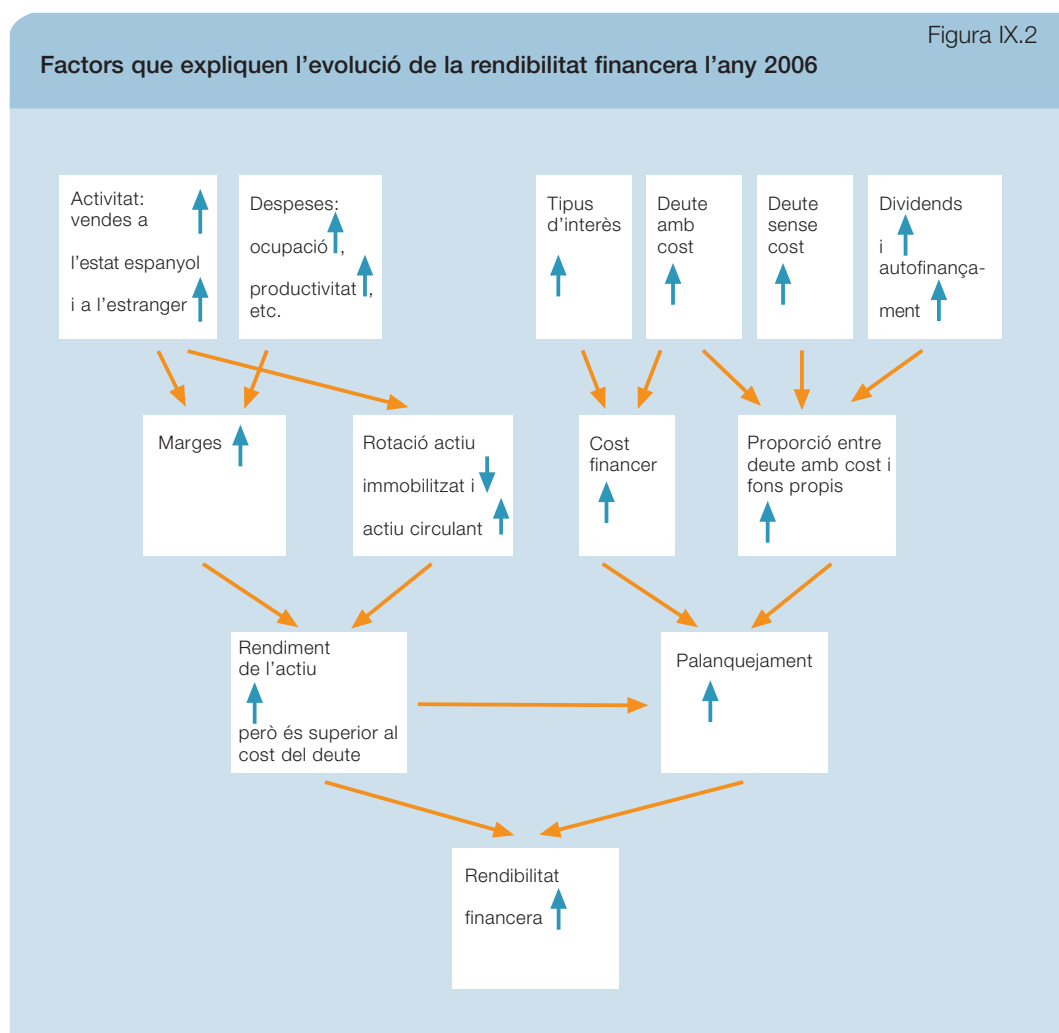 Figura IX.2
Factors que expliquen l’evolució de la rendibilitat financera l’any 2006
Activitat:
vendes a
l’estat espanyol
i a l’estranger
Despeses:
ocupació ,
productivitat ,
etc.
Tipus
d’interès
Deute
amb
cost
Deute
sense
cost
Dividends
i
autofinança-
ment
Marges
Rotació actiu
immobilitzat i
actiu circulant
Cost
financer
Proporció entre
deute amb cost i
fons propis
Rendiment
de l’actiu
però és superior al
cost del deute
Palanquejament
Rendibilitat
financera